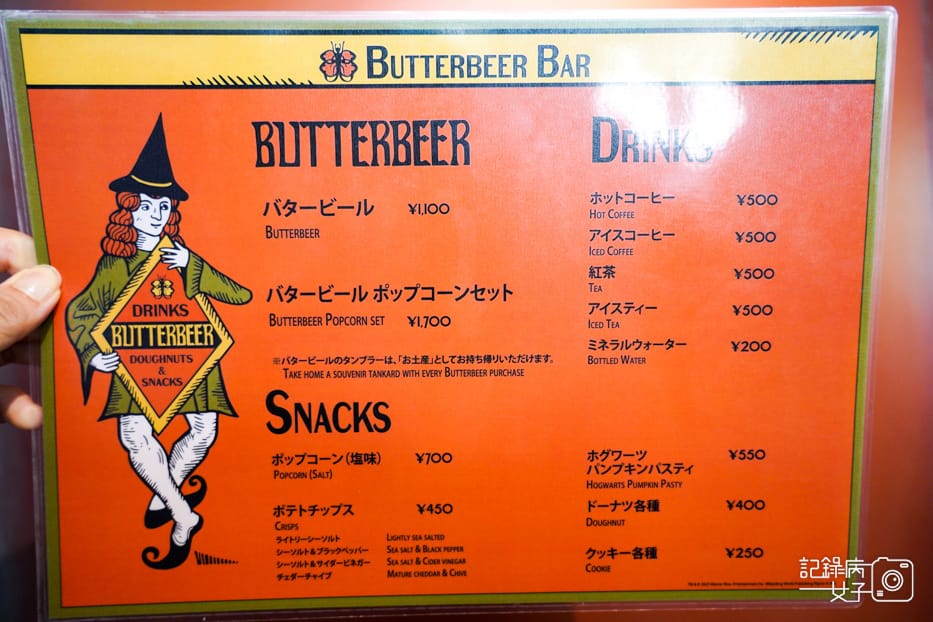 BUTTERBEER BAR
BUTTERBEER
バタービール ¥1,100
BUTTERBEER
バタービール ポップコーンセット
BUTTERBEER POPCORN SET ¥1,700
※バタービールのタンブラーは、「お土産」としてお持ち帰りいただけます。
TAKE HOME A SOUVENIR TANKARD WITH EVERY BUTTERBEER PURCHASE
DRINKS
ホットコーヒー ¥500
HOT COFFEE
アイスコーヒー ¥500
ICED COFFEE
紅茶 ¥500
TEA
アイスティー ¥500
ICED TEA
ミネラルウォーター ¥200
BOTTLED WATER
DRINKS
BUTTERBEER
DOUGHNUTS
&
SNACKS
SNACKS
ポップコーン（塩味） ¥700
POPCORN (SALT)
ポテトチップス ¥450
CRISPS
ライトリーシーソルト LIGHTLY SEA SALTED
シーソルト&ブラックペッパー SEA SALT & BLACK PEPPER
シーソルト&サイダービネガー SEA SALT & CIDER VINEGAR
チェダーチャイブ MATURE CHEDDAR & CHIVE
ホグワーツ ¥550
パンプキンパスティ
HOGWARTS PUMPKIN PASTY
ドーナツ各種 ¥400
DOUGHNUT
クッキー各種 ¥250
COOKIE
記錄病
女子